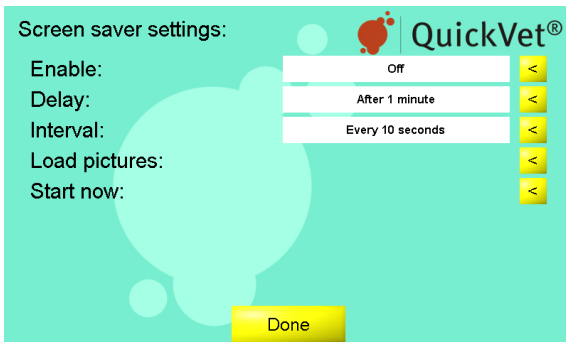 Screen saver settings:
QuickVet®
Enable: Off <
Delay: After 1 minute <
Interval: Every 10 seconds <
Load pictures: <
Start now: <
Done